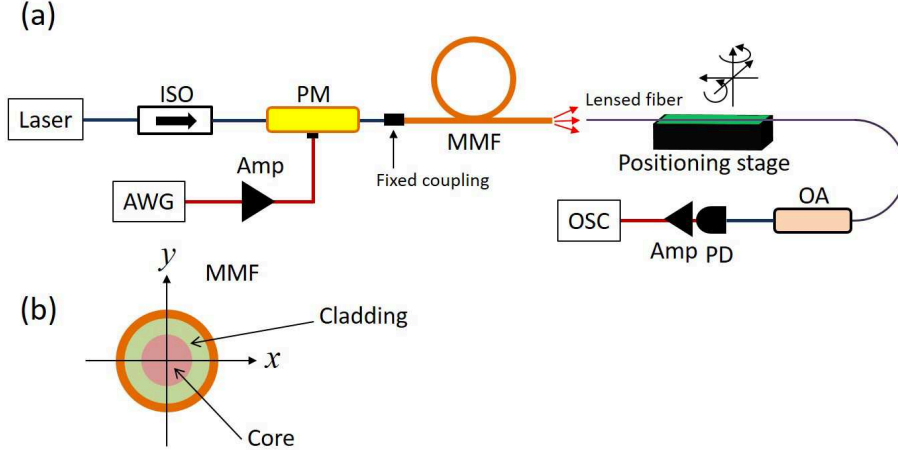 (a)
Laser
ISO
PM
MMF
Lensed fiber
Positioning stage
Fixed coupling
Amp
AWG
OSC
Amp
PD
OA
(b)
MMF
y
x
Cladding
Core